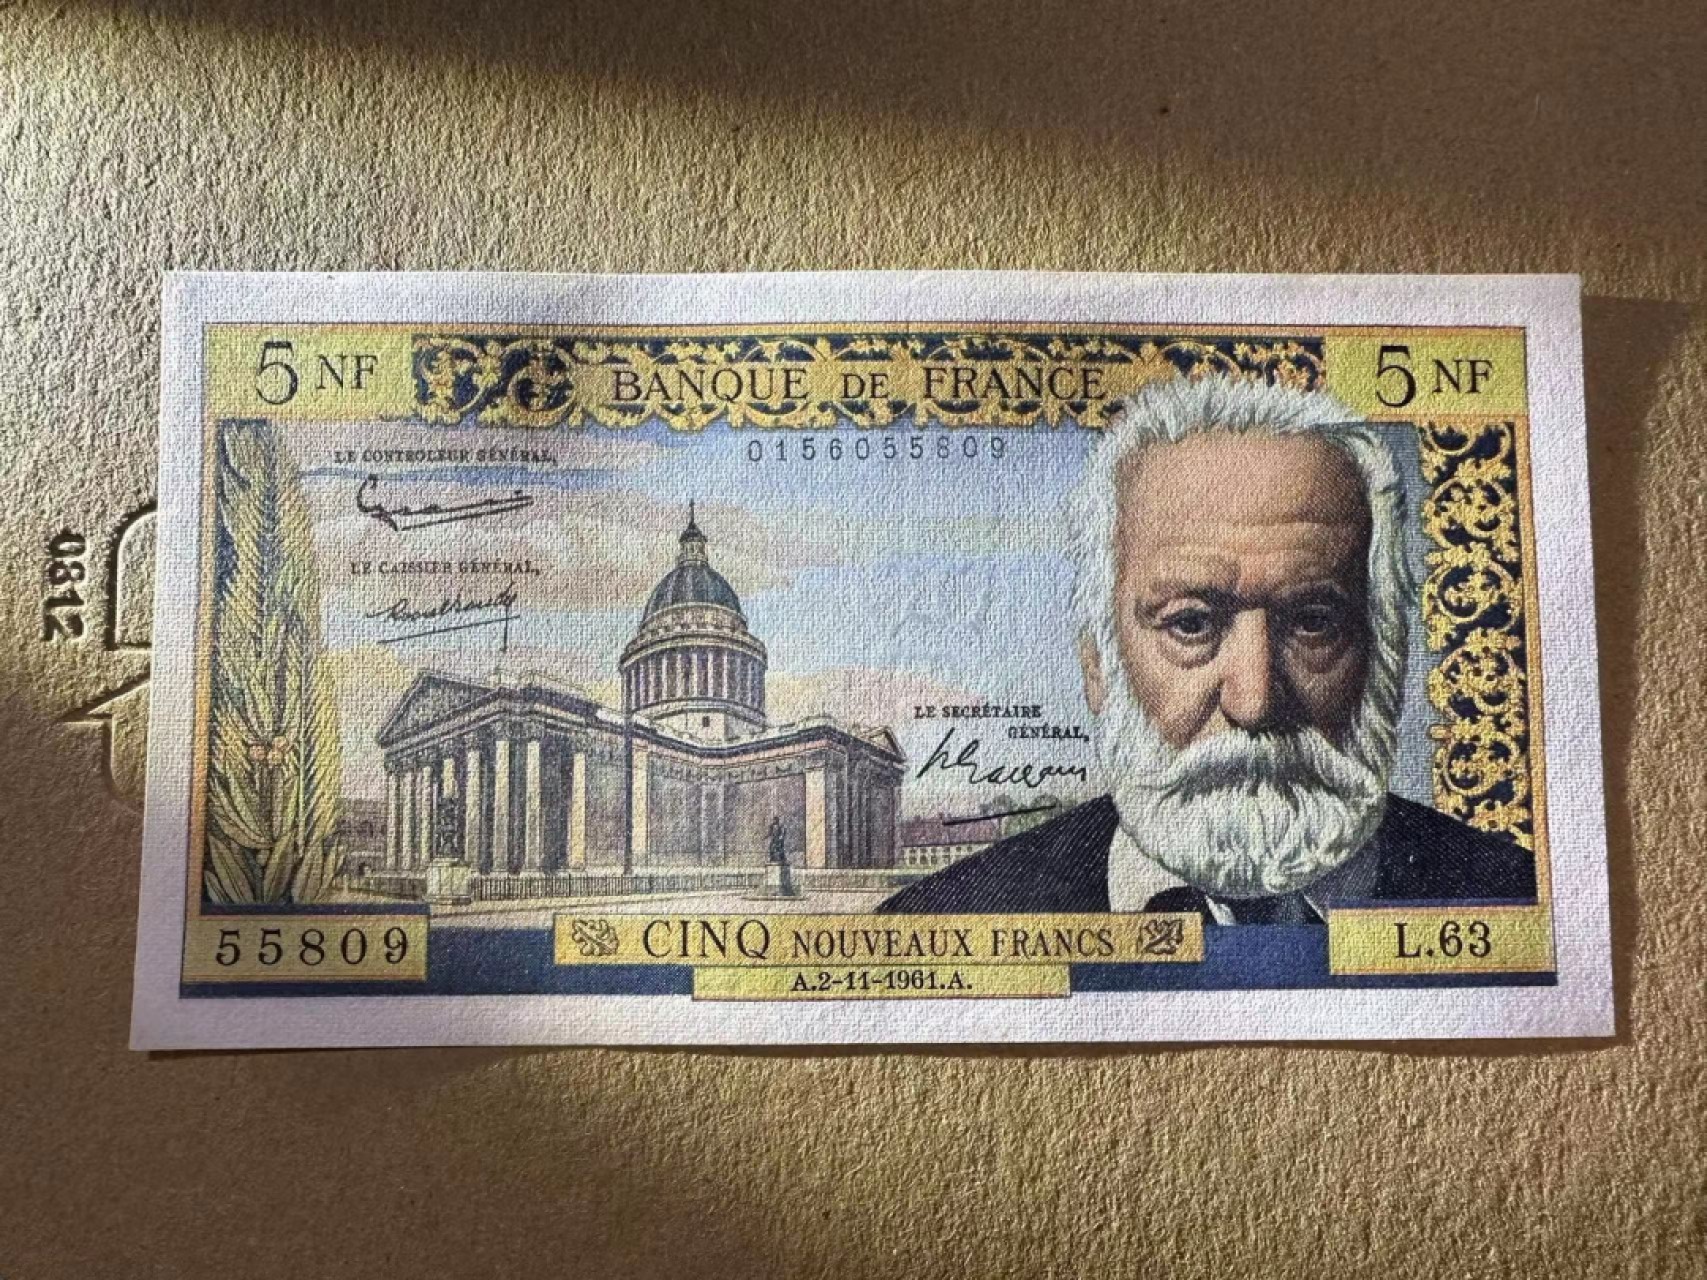 5 NF
BANQUE DE FRANCE
5 NF
0156055809
LE CONTROLEUR GÉNÉRAL,
LE CAISSIER GÉNÉRAL,
LE SECRÉTAIRE
GÉNÉRAL,
0812
55809
CINQ NOUVEAUX FRANCS
L.63
A.2-11-1961.A.